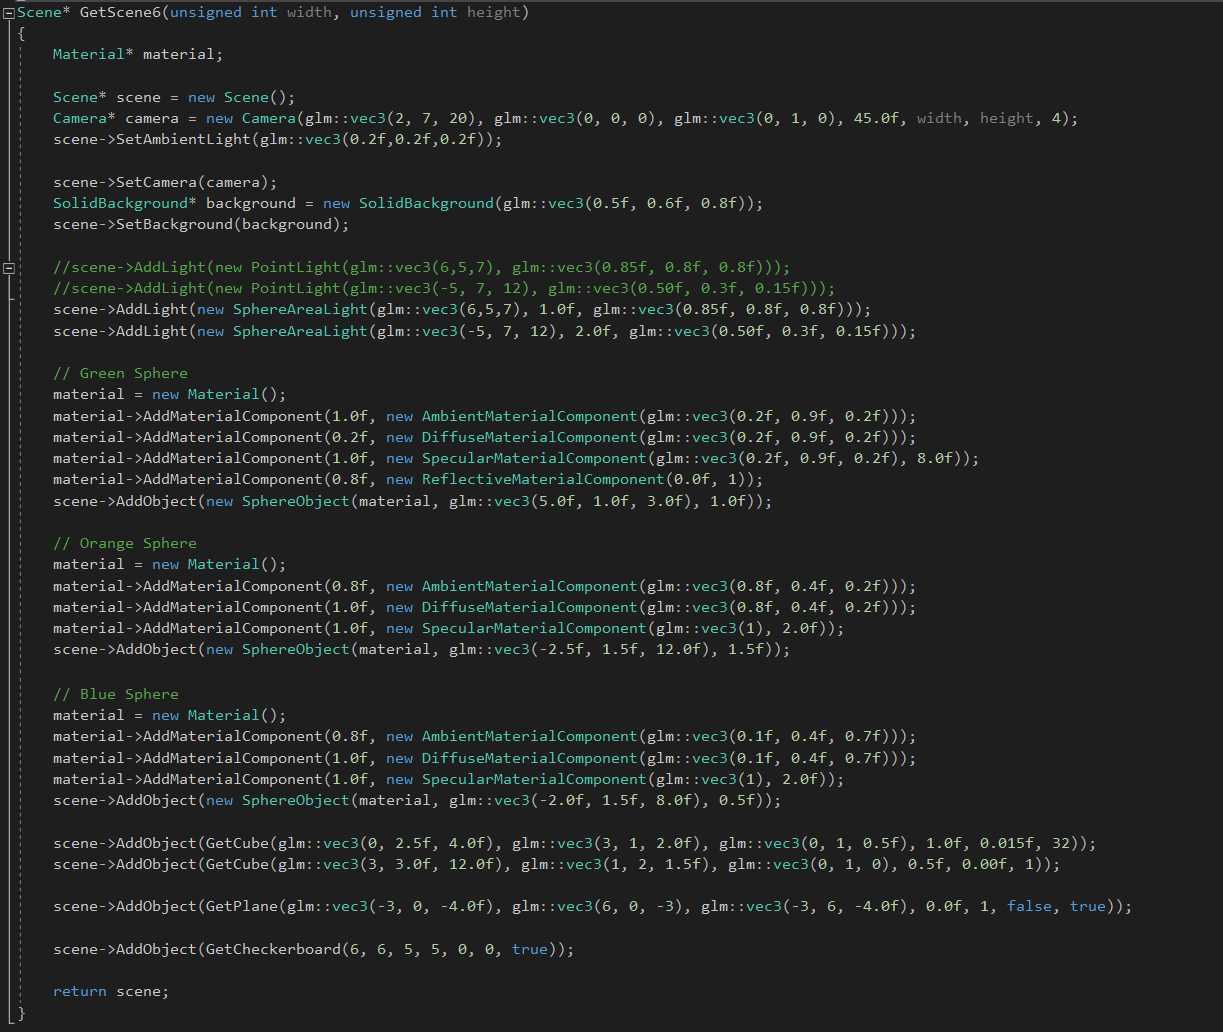 Scene* GetScene6(unsigned int width, unsigned int height)
{
    Material* material;

    Scene* scene = new Scene();
    Camera* camera = new Camera(glm::vec3(2, 7, 20), glm::vec3(0, 0, 0), glm::vec3(0, 1, 0), 45.0f, width, height, 4);
    scene->SetAmbientLight(glm::vec3(0.2f,0.2f,0.2f));

    scene->SetCamera(camera);
    SolidBackground* background = new SolidBackground(glm::vec3(0.5f, 0.6f, 0.8f));
    scene->SetBackground(background);

    //scene->AddLight(new PointLight(glm::vec3(6,5,7), glm::vec3(0.85f, 0.8f, 0.8f)));
    //scene->AddLight(new PointLight(glm::vec3(-5, 7, 12), glm::vec3(0.50f, 0.3f, 0.15f)));
    scene->AddLight(new SphereAreaLight(glm::vec3(6,5,7), 1.0f, glm::vec3(0.85f, 0.8f, 0.8f)));
    scene->AddLight(new SphereAreaLight(glm::vec3(-5, 7, 12), 2.0f, glm::vec3(0.50f, 0.3f, 0.15f)));

    // Green Sphere
    material = new Material();
    material->AddMaterialComponent(1.0f, new AmbientMaterialComponent(glm::vec3(0.2f, 0.9f, 0.2f)));
    material->AddMaterialComponent(0.2f, new DiffuseMaterialComponent(glm::vec3(0.2f, 0.9f, 0.2f)));
    material->AddMaterialComponent(1.0f, new SpecularMaterialComponent(glm::vec3(0.2f, 0.9f, 0.2f), 8.0f));
    material->AddMaterialComponent(0.8f, new ReflectiveMaterialComponent(0.0f, 1));
    scene->AddObject(new SphereObject(material, glm::vec3(5.0f, 1.0f, 3.0f), 1.0f));

    // Orange Sphere
    material = new Material();
    material->AddMaterialComponent(0.8f, new AmbientMaterialComponent(glm::vec3(0.8f, 0.4f, 0.2f)));
    material->AddMaterialComponent(1.0f, new DiffuseMaterialComponent(glm::vec3(0.8f, 0.4f, 0.2f)));
    material->AddMaterialComponent(1.0f, new SpecularMaterialComponent(glm::vec3(1), 2.0f));
    scene->AddObject(new SphereObject(material, glm::vec3(-2.5f, 1.5f, 12.0f), 1.5f));

    // Blue Sphere
    material = new Material();
    material->AddMaterialComponent(0.8f, new AmbientMaterialComponent(glm::vec3(0.1f, 0.4f, 0.7f)));
    material->AddMaterialComponent(1.0f, new DiffuseMaterialComponent(glm::vec3(0.1f, 0.4f, 0.7f)));
    material->AddMaterialComponent(1.0f, new SpecularMaterialComponent(glm::vec3(1), 2.0f));
    scene->AddObject(new SphereObject(material, glm::vec3(-2.0f, 1.5f, 8.0f), 0.5f));

    scene->AddObject(GetCube(glm::vec3(0, 2.5f, 4.0f), glm::vec3(3, 1, 2.0f), glm::vec3(0, 1, 0.5f), 1.0f, 0.015f, 32));
    scene->AddObject(GetCube(glm::vec3(3, 3.0f, 12.0f), glm::vec3(1, 2, 1.5f), glm::vec3(0, 1, 0), 0.5f, 0.00f, 1));

    scene->AddObject(GetPlane(glm::vec3(-3, 0, -4.0f), glm::vec3(6, 0, -3), glm::vec3(-3, 6, -4.0f), 0.0f, 1, false, true));

    scene->AddObject(GetCheckerboard(6, 6, 5, 5, 0, 0, true));

    return scene;
}